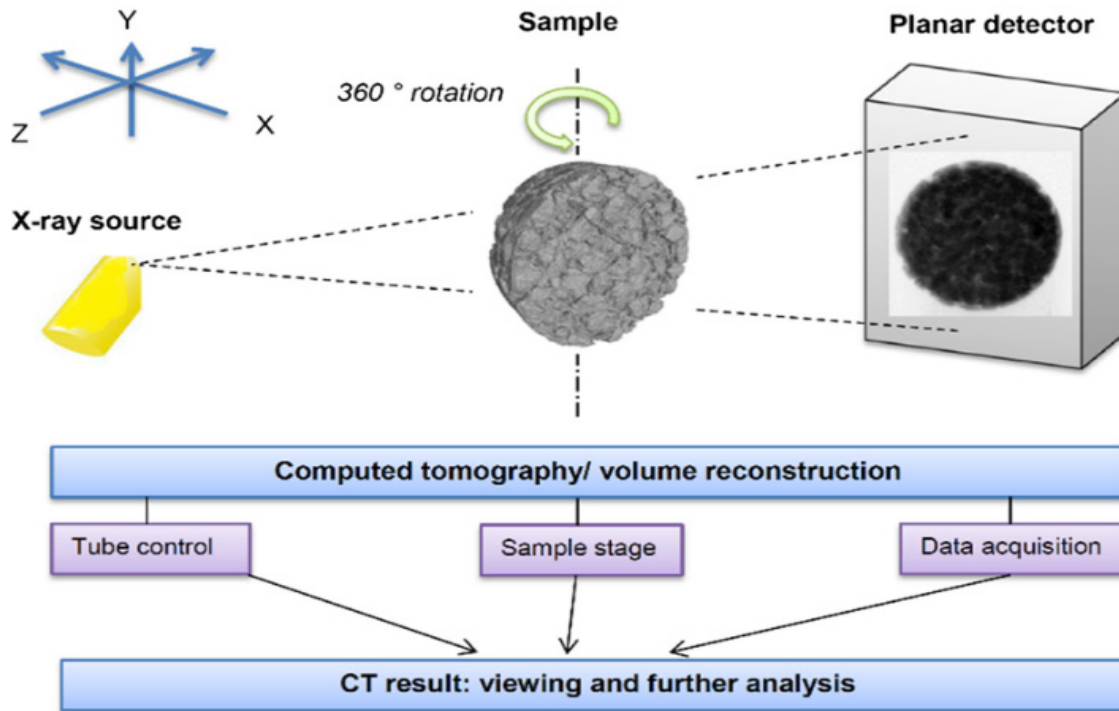 Y
Z
X
Sample
Planar detector
360 ° rotation
X-ray source
Computed tomography/ volume reconstruction
Tube control
Sample stage
Data acquisition
CT result: viewing and further analysis